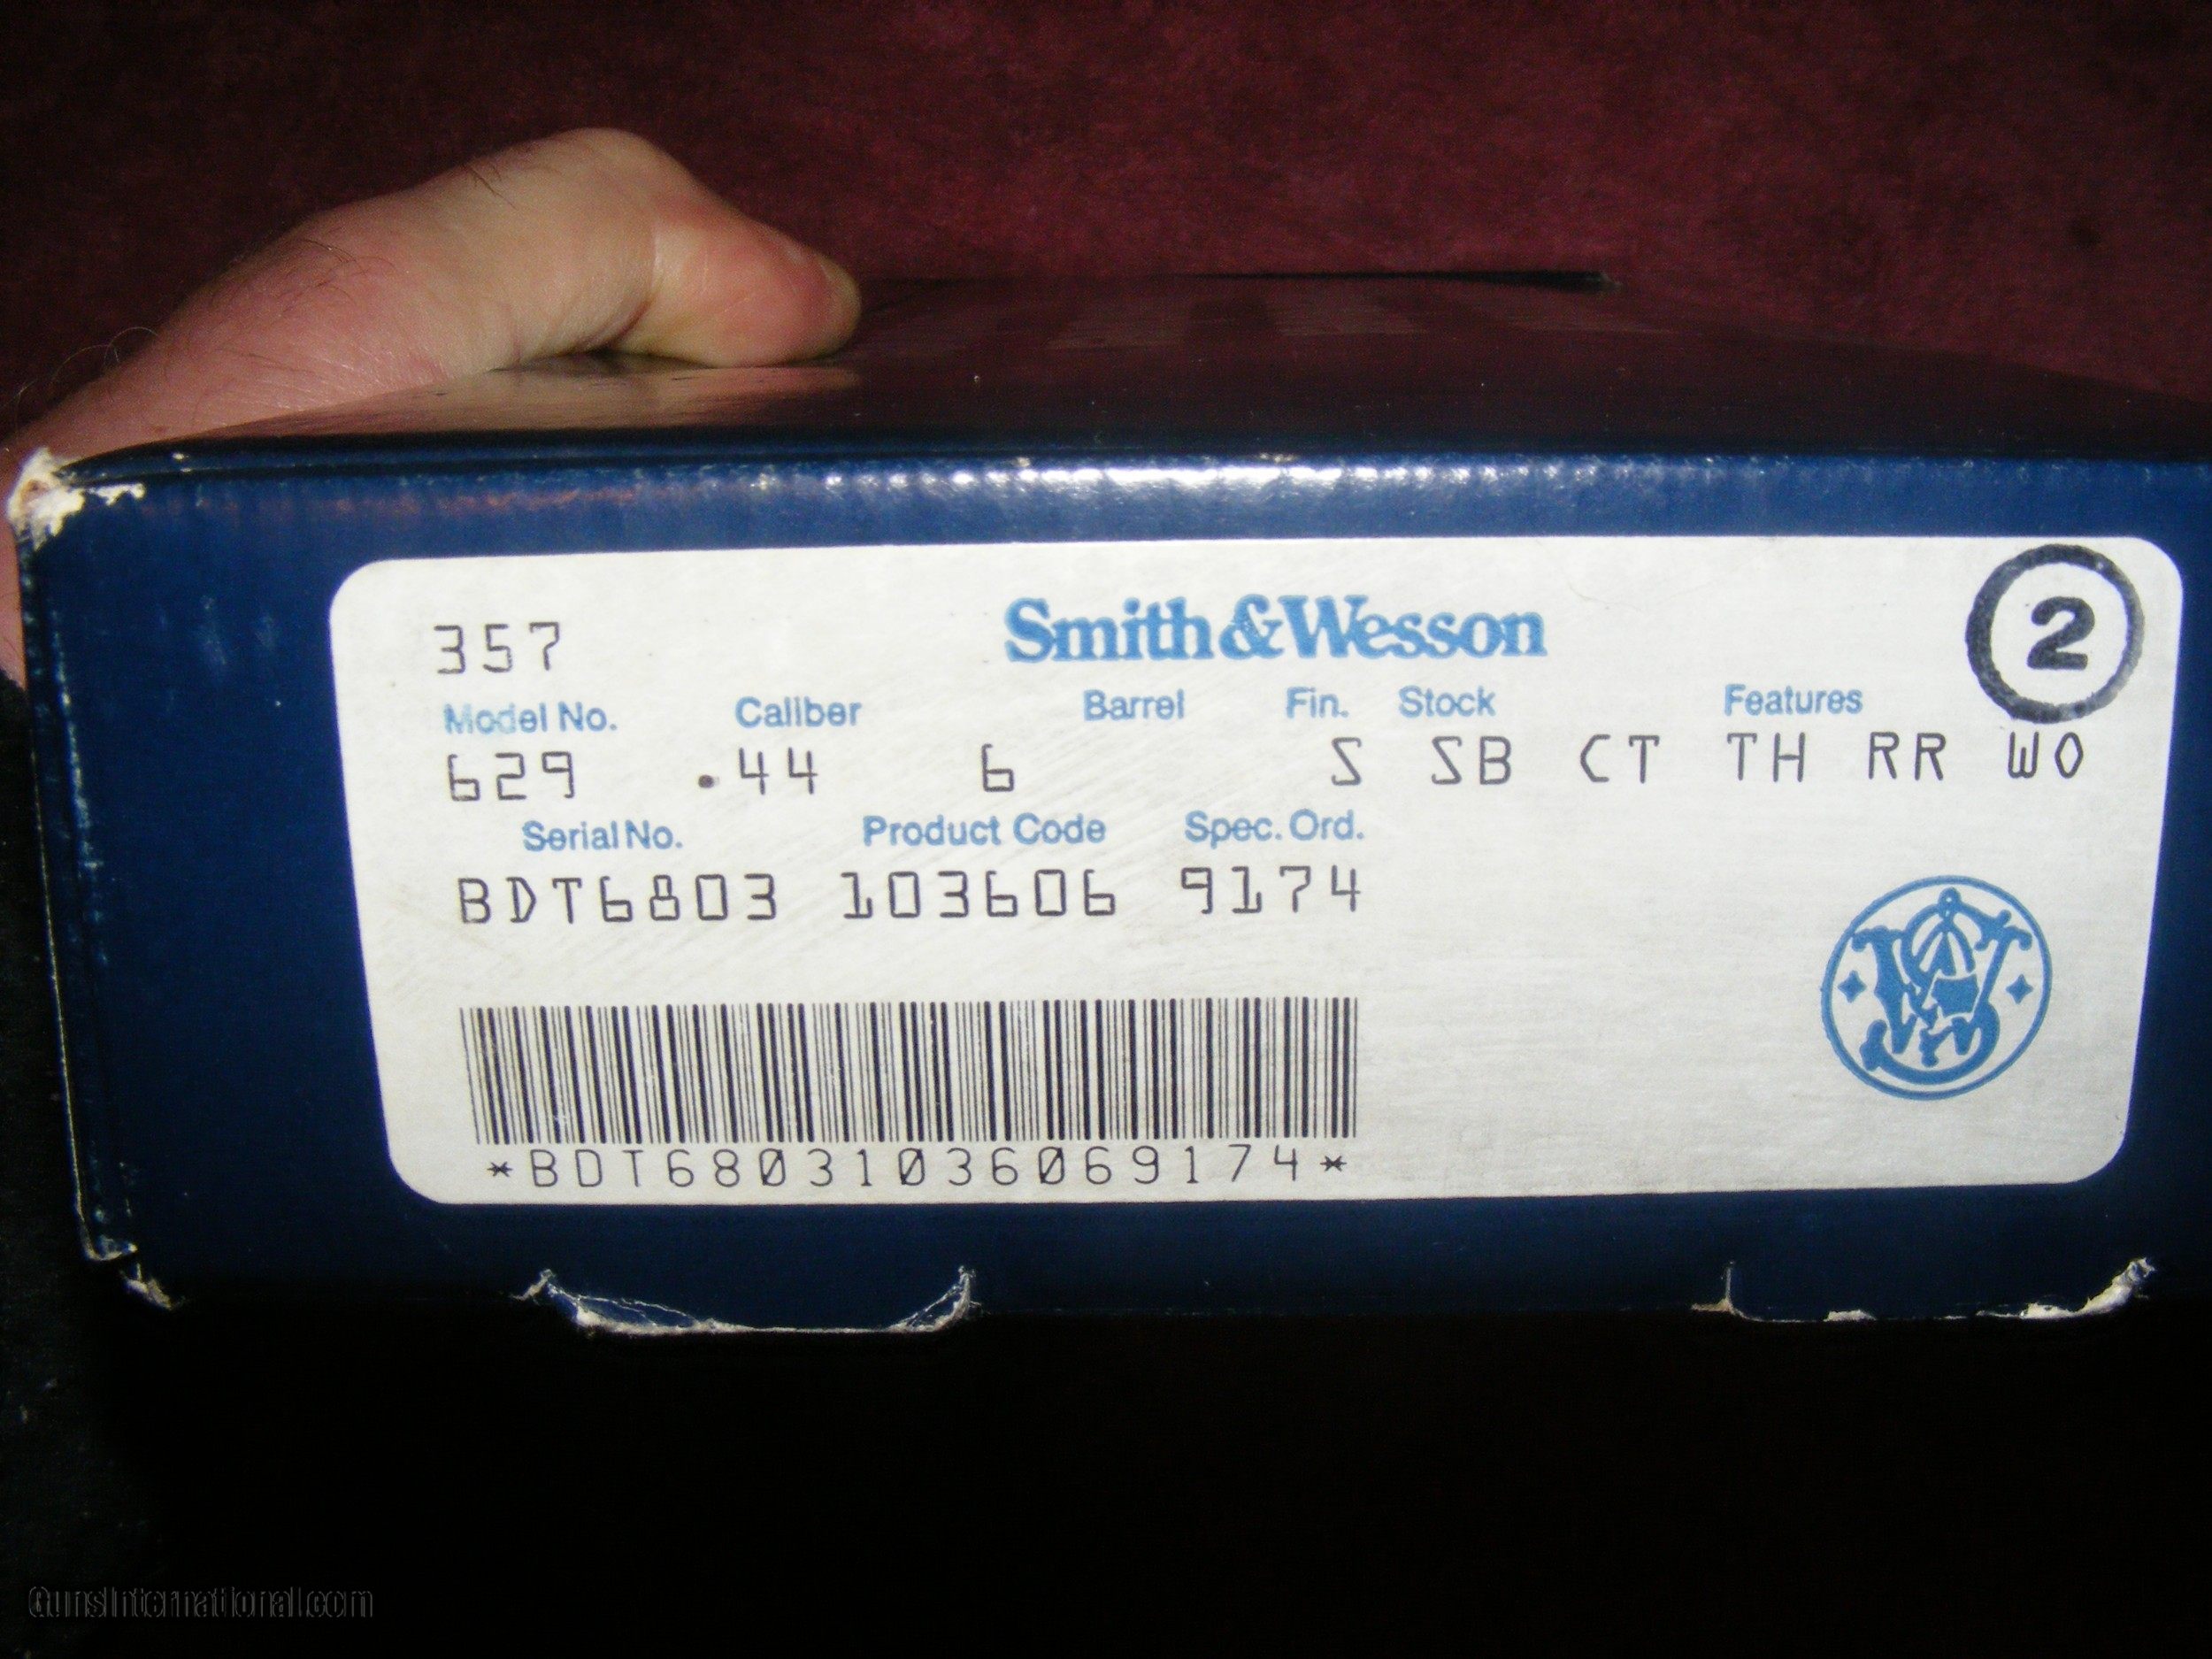 357 Smith & Wesson 2
Model No. Caliber Barrel Fin. Stock Features
629 .44 6 S SB CT TH RR WO
Serial No. Product Code Spec. Ord.
BDT6803 103606 9174
*BDT68031036069174*
GunsInternational.com